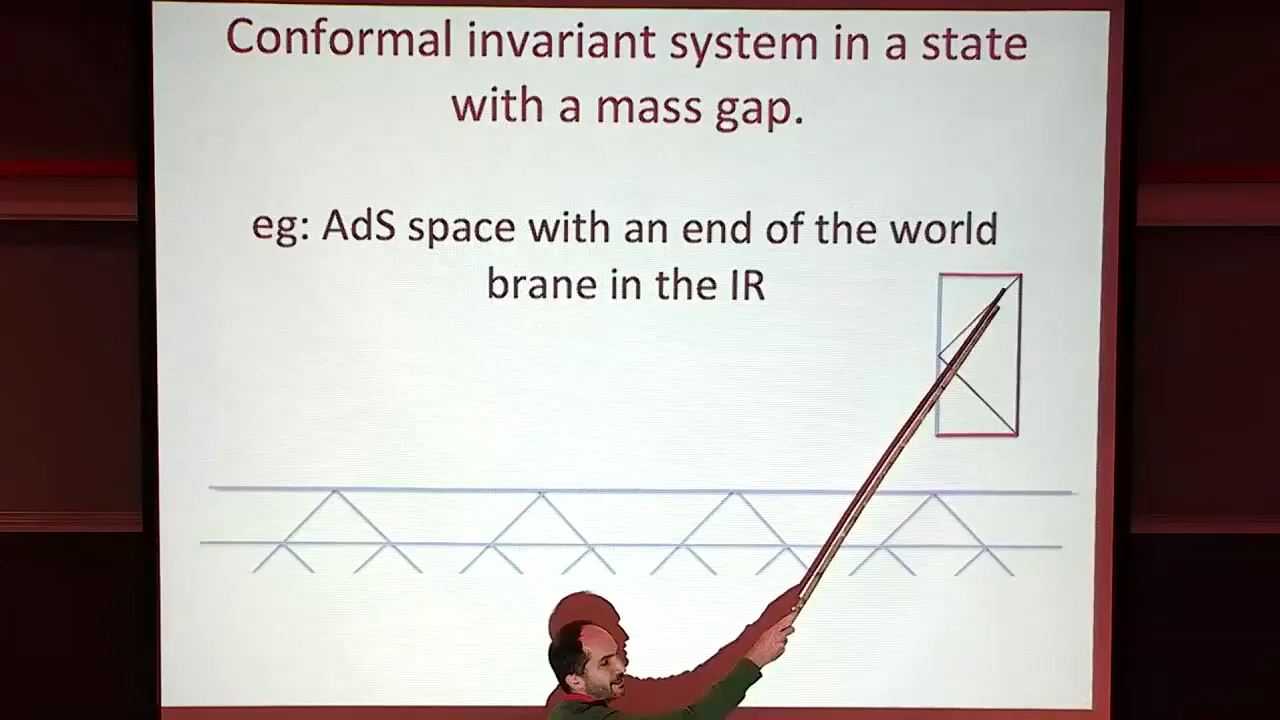 Conformal invariant system in a state
with a mass gap.
eg: AdS space with an end of the world
brane in the IR